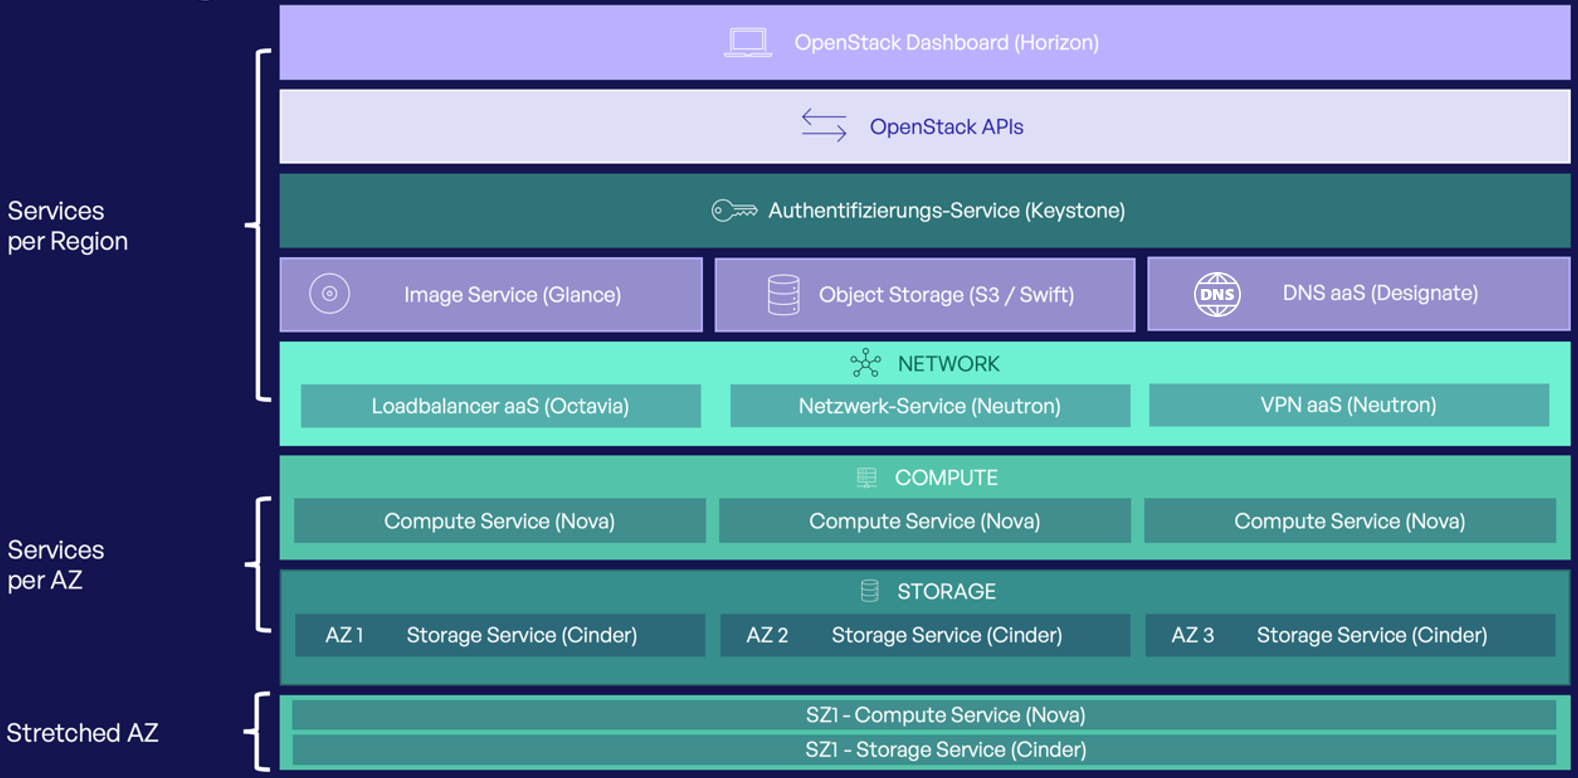 OpenStack Dashboard (Horizon)
OpenStack APIs
Services
per Region
Authentifizierungs-Service (Keystone)
Image Service (Glance)
Object Storage (S3 / Swift)
DNS
DNS aaS (Designate)
NETWORK
Loadbalancer aaS (Octavia)
Netzwerk-Service (Neutron)
VPN aaS (Neutron)
Services
per AZ
COMPUTE
Compute Service (Nova)
Compute Service (Nova)
Compute Service (Nova)
STORAGE
AZ 1 Storage Service (Cinder)
AZ 2 Storage Service (Cinder)
AZ 3 Storage Service (Cinder)
Stretched AZ
SZ1 - Compute Service (Nova)
SZ1 - Storage Service (Cinder)